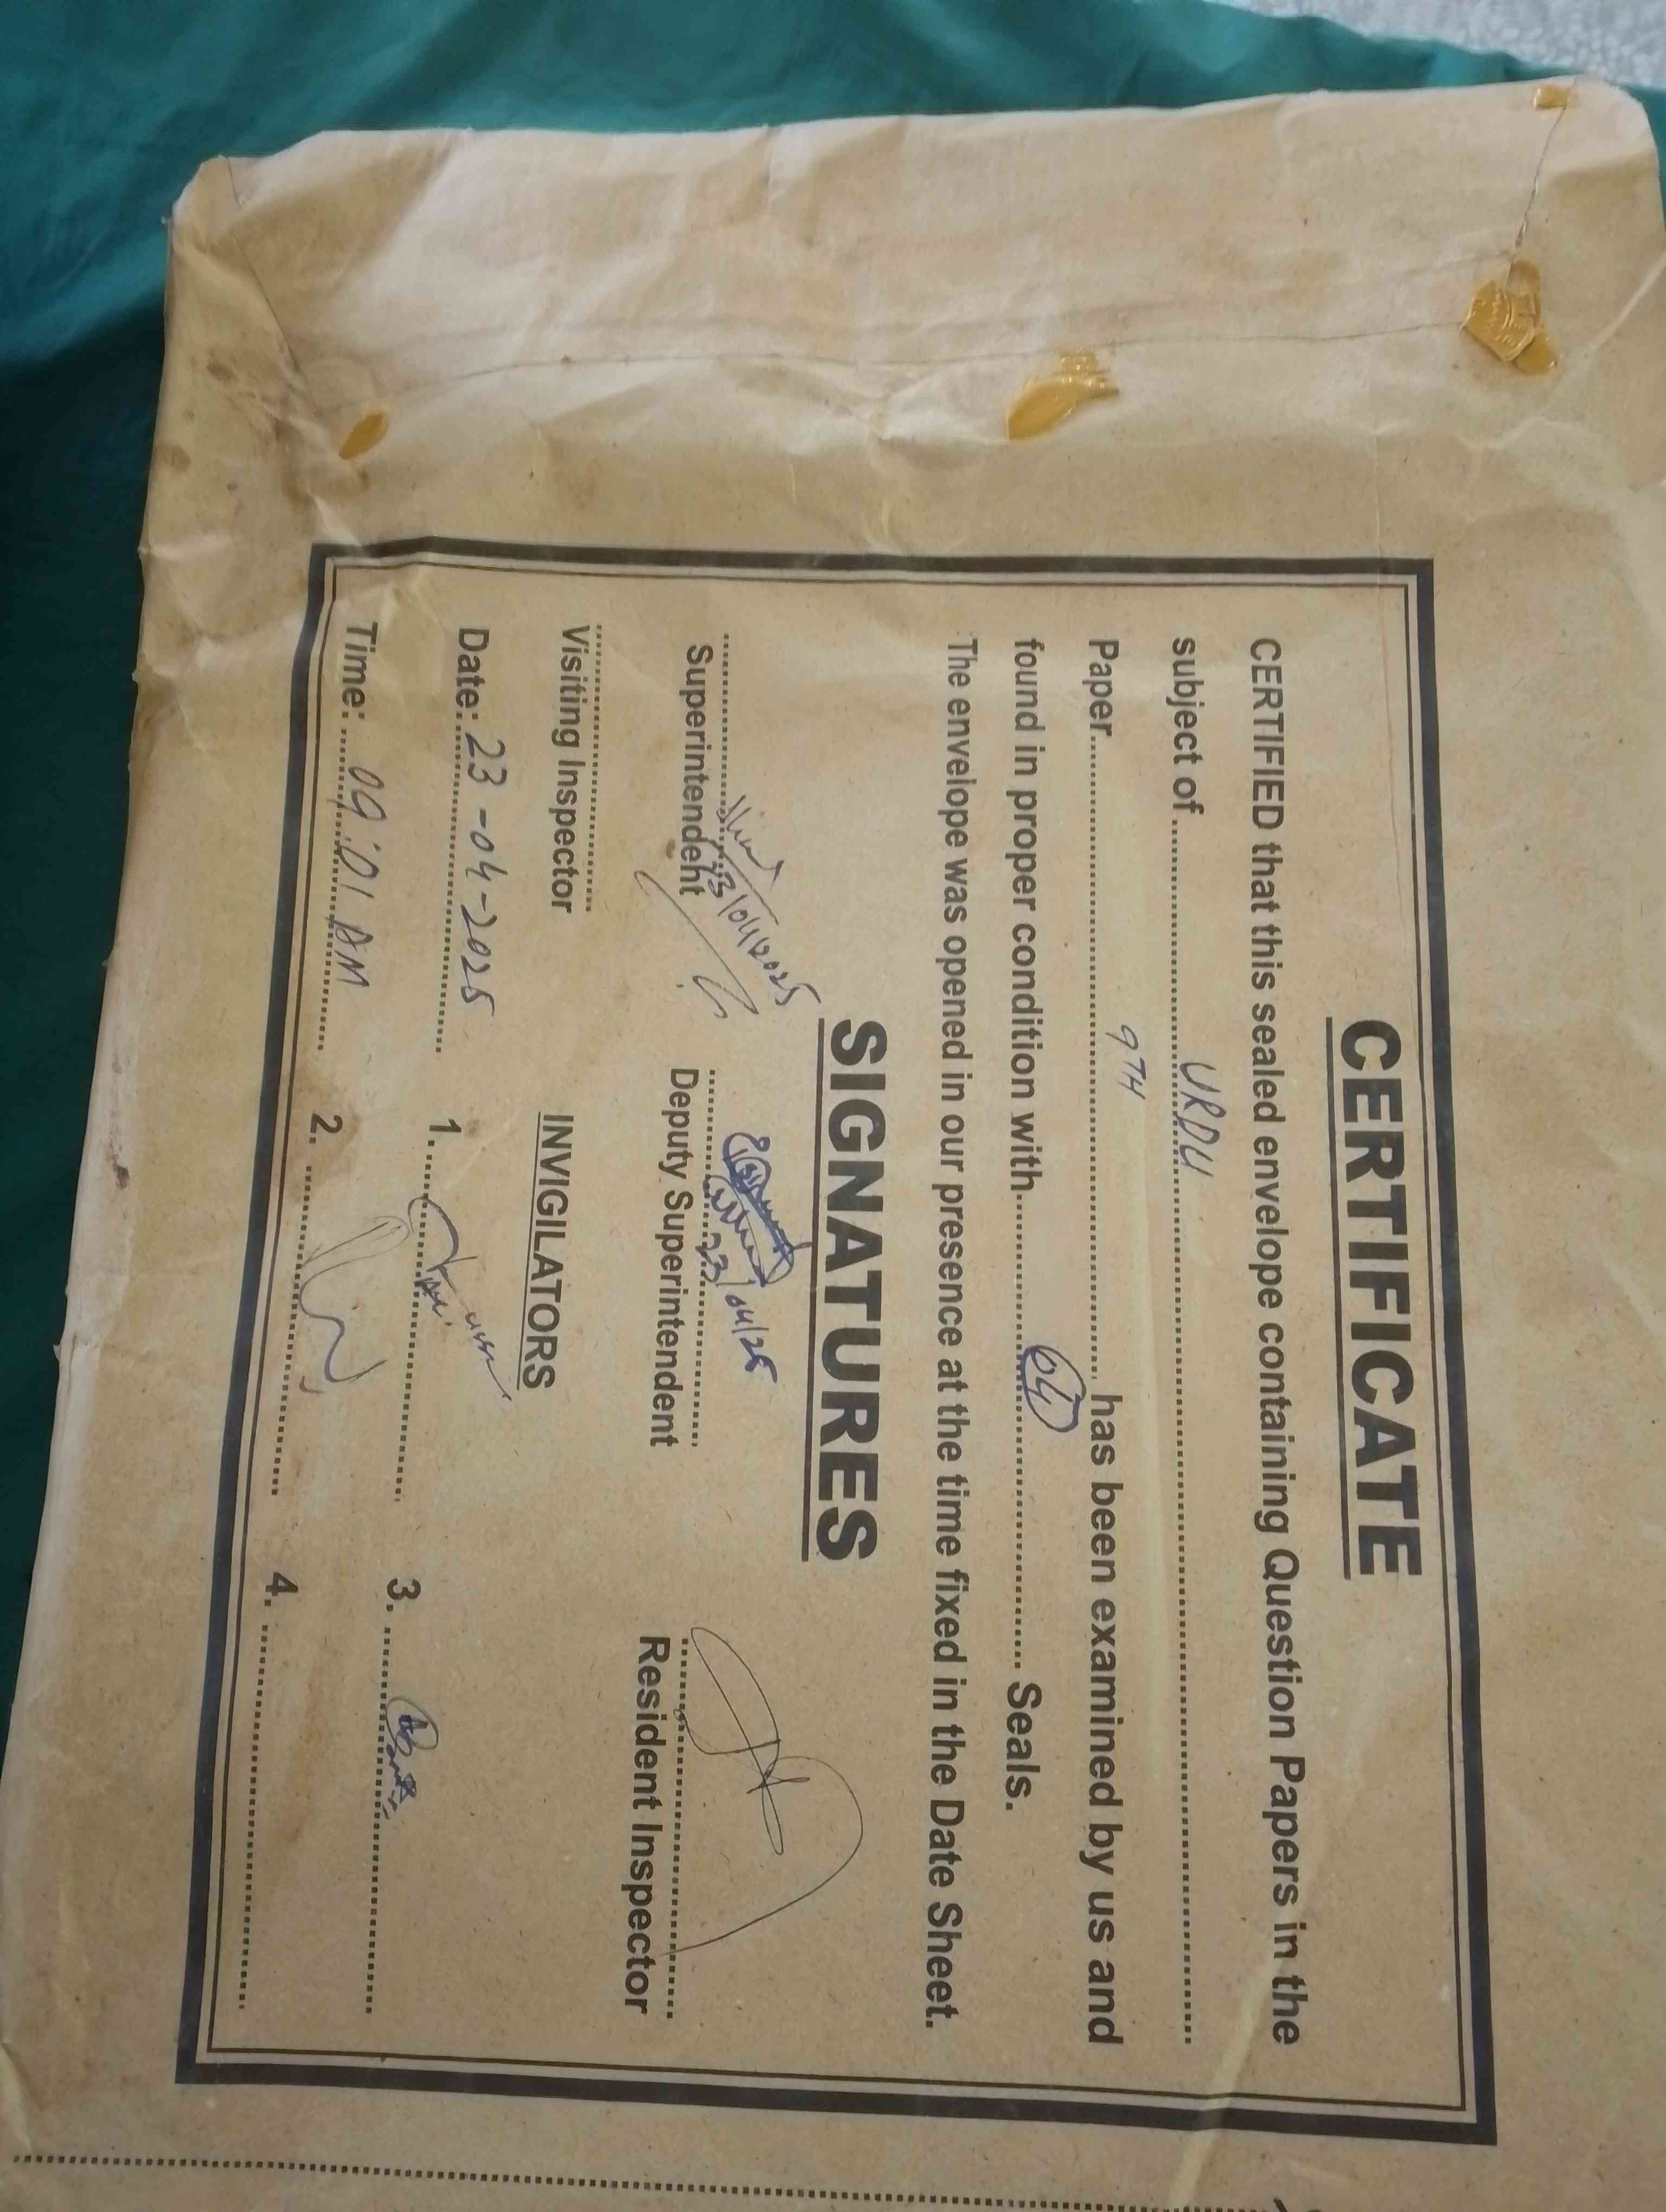 CERTIFICATE
CERTIFIED that this sealed envelope containing Question Papers in the
subject of URDU
Paper 9TH has been examined by us and
found in proper condition with 04 Seals.
The envelope was opened in our presence at the time fixed in the Date Sheet.
SIGNATURES
23/04/2025
23/04/25
Superintendent Deputy Superintendent Resident Inspector
Visiting Inspector INVIGILATORS
Date: 23-04-2025 1. 3.
Time: 09:01 AM 2. 4.